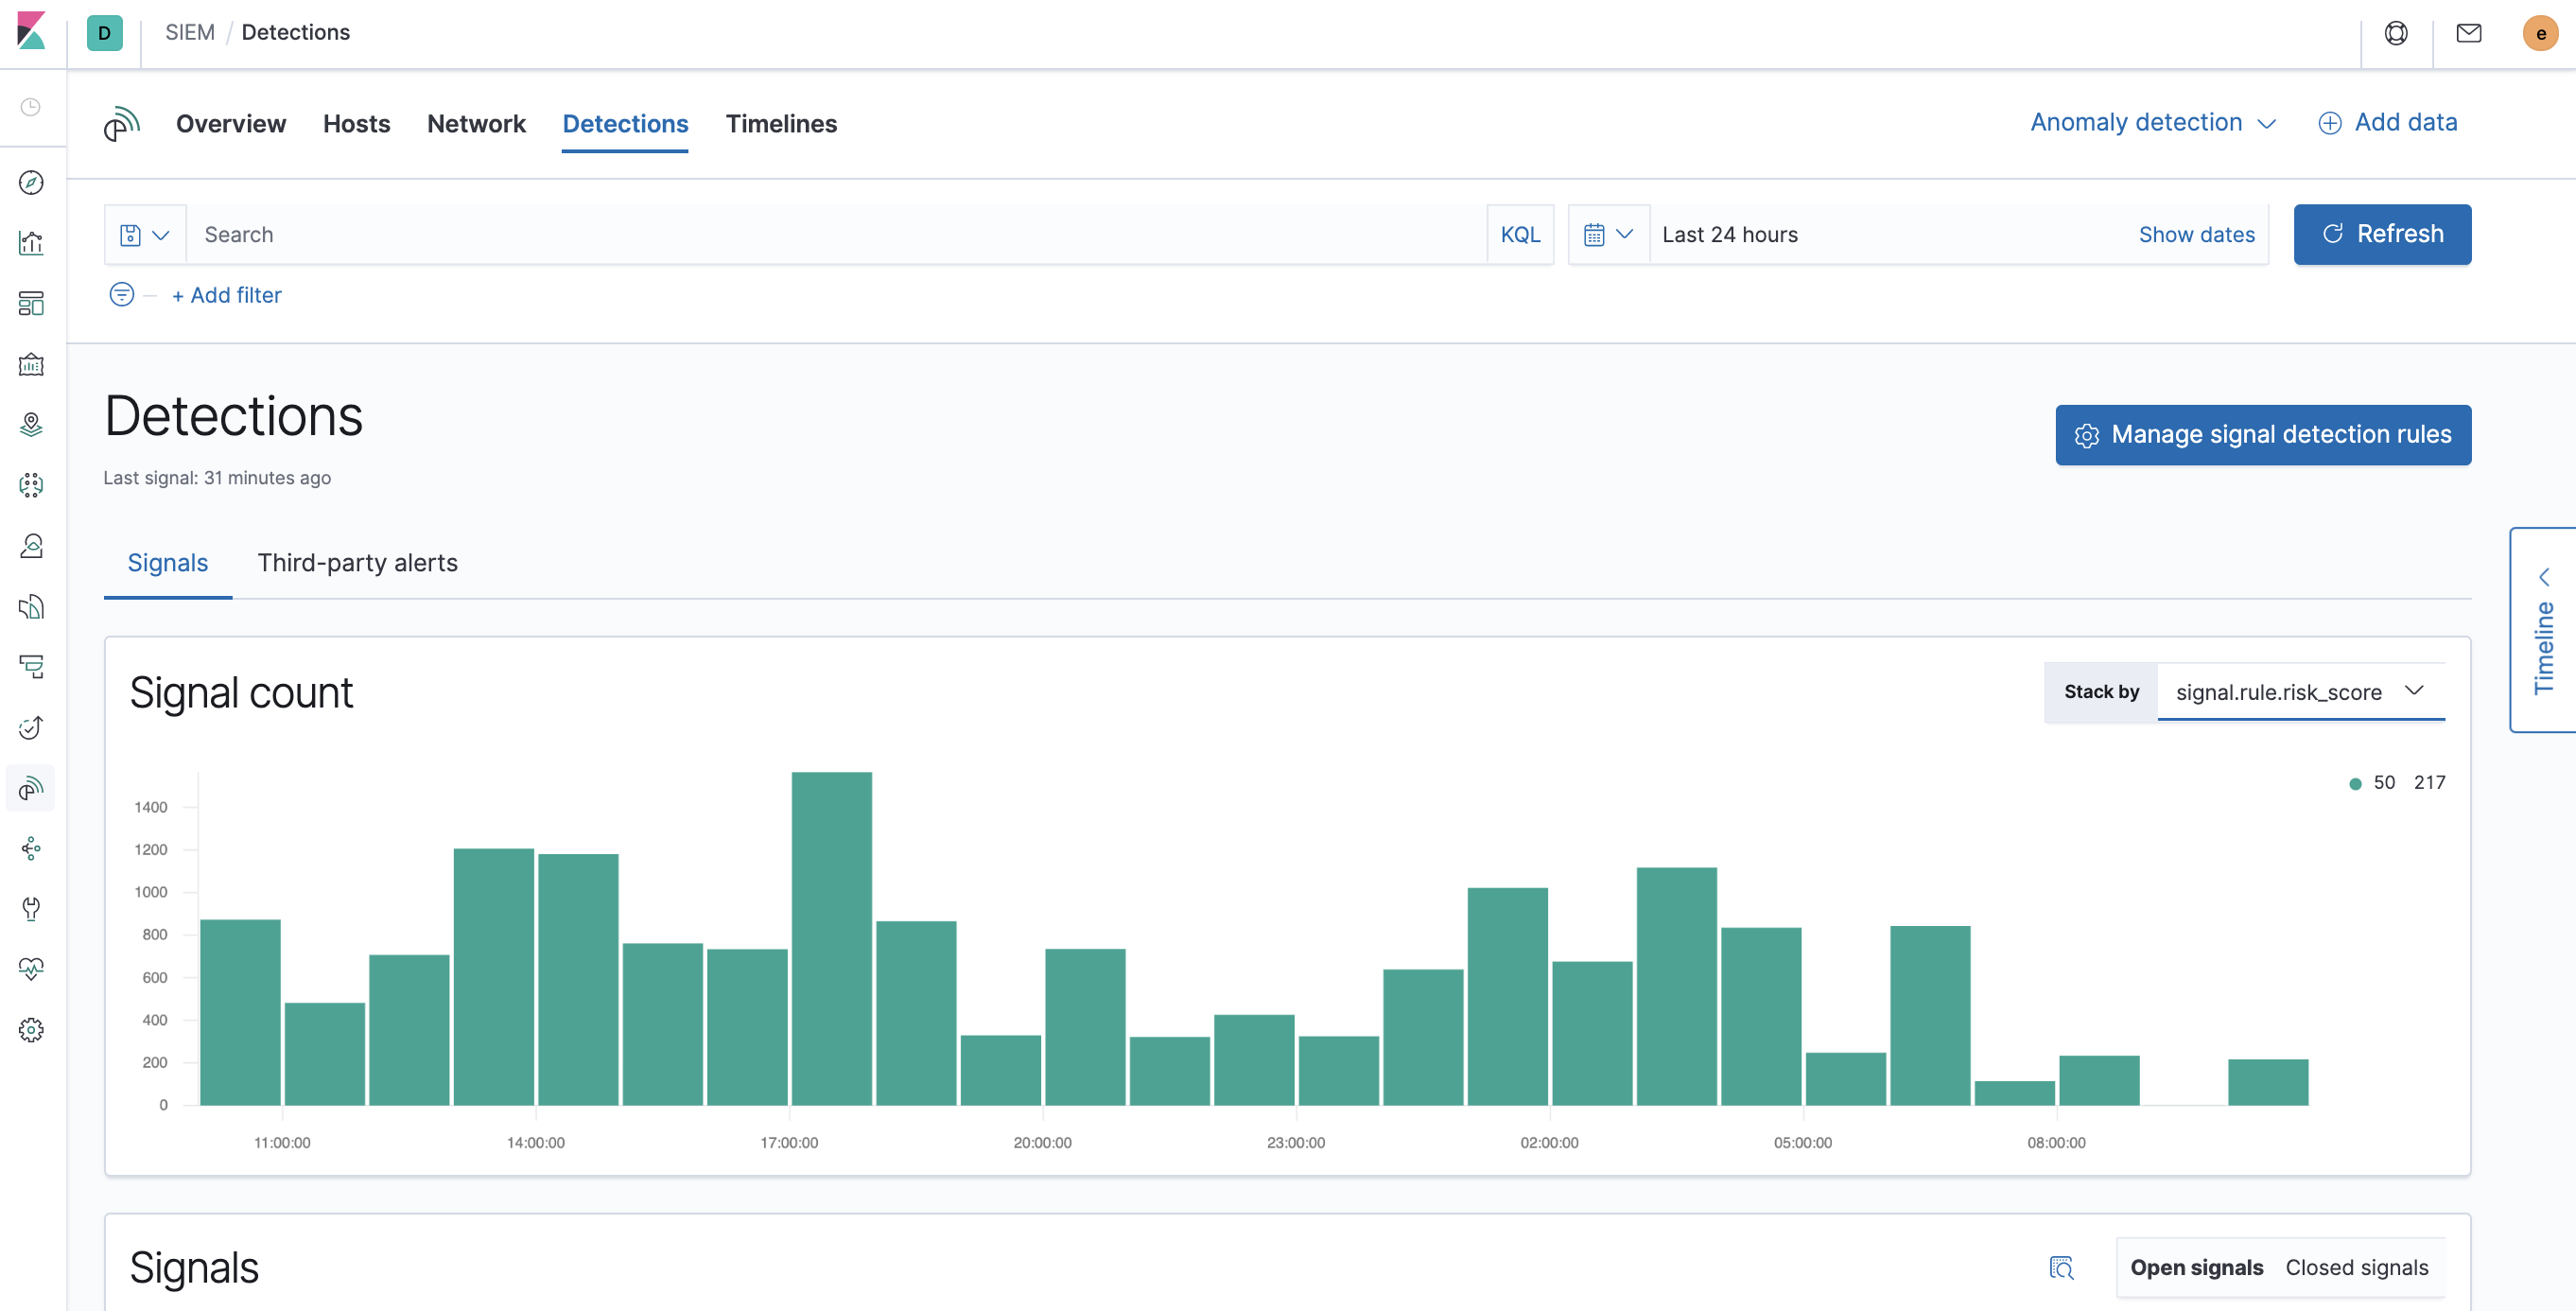 D SIEM / Detections e
Overview Hosts Network Detections Timelines Anomaly detection Add data
Search KQL Last 24 hours Show dates Refresh
+ Add filter
Detections
Manage signal detection rules
Last signal: 31 minutes ago
Signals Third-party alerts
Timeline
Signal count Stack by signal.rule.risk_score
50 217
1400
1200
1000
800
600
400
200
0
11:00:00 14:00:00 17:00:00 20:00:00 23:00:00 02:00:00 05:00:00 08:00:00
Signals Open signals Closed signals